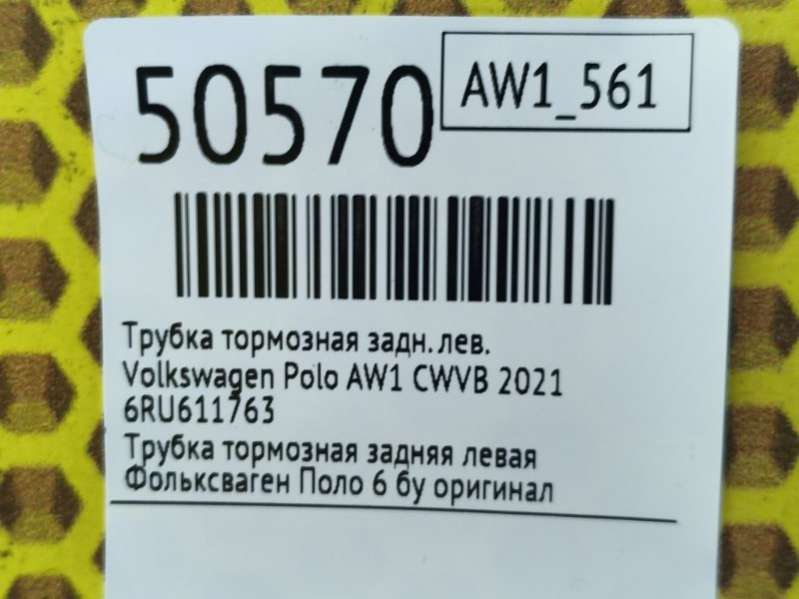 50570
AW1_561
Трубка тормозная задн.лев.
Volkswagen Polo AW1 CWVB 2021
6RU611763
Трубка тормозная задняя левая
Фольксваген Поло 6 бу оригинал